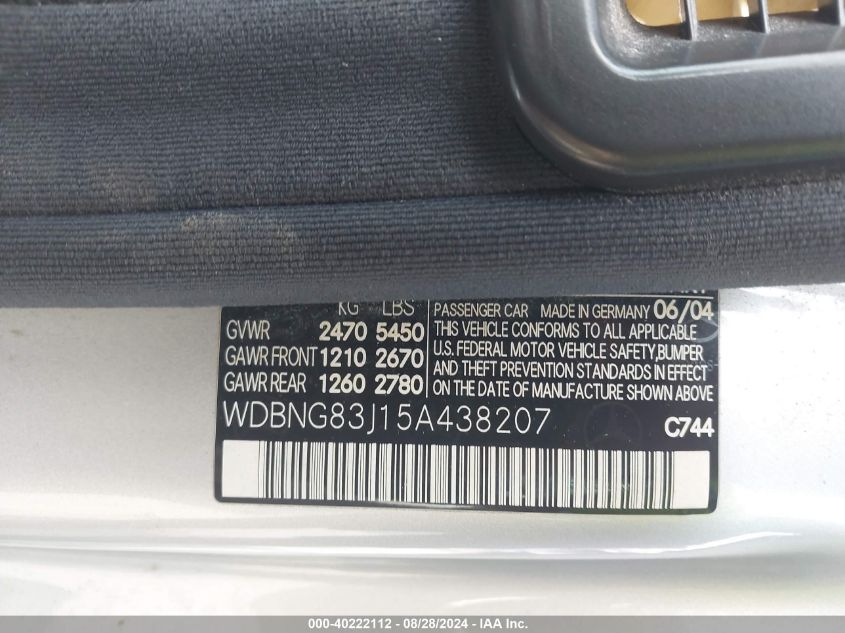 KG LBS
GVWR 2470 5450
GAWR FRONT 1210 2670
GAWR REAR 1260 2780
PASSENGER CAR MADE IN GERMANY 06/04
THIS VEHICLE CONFORMS TO ALL APPLICABLE
U.S. FEDERAL MOTOR VEHICLE SAFETY,BUMPER
AND THEFT PREVENTION STANDARDS IN EFFECT
ON THE DATE OF MANUFACTURE SHOWN ABOVE
WDBNG83J15A438207
C744
000-40222112 - 08/28/2024 - IAA Inc.